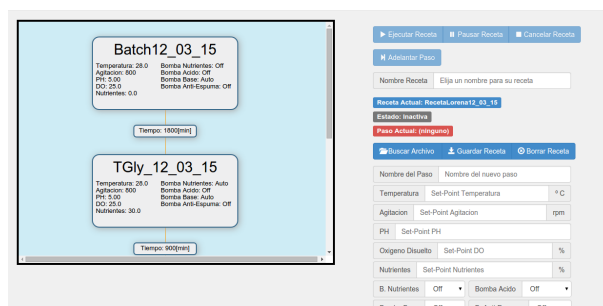 Batch12_03_15
Temperatura: 28.0 Bomba Nutrientes: Off
Agitacion: 800 Bomba Acido: Off
PH: 5.00 Bomba Base: Auto
DO: 25.0 Bomba Anti-Espuma: Off
Nutrientes: 0.0
Tiempo: 1800[min]
TGly_12_03_15
Temperatura: 28.0 Bomba Nutrientes: Auto
Agitacion: 800 Bomba Acido: Off
PH: 5.00 Bomba Base: Auto
DO: 25.0 Bomba Anti-Espuma: Off
Nutrientes: 30.0
Tiempo: 900[min]
Ejecutar Receta Pausar Receta Cancelar Receta
Adelantar Paso
Nombre Receta Elija un nombre para su receta
Receta Actual: RecetaLorena12_03_15
Estado: Inactiva
Paso Actual: (ninguno)
Buscar Archivo Guardar Receta Borrar Receta
Nombre del Paso Nombre del nuevo paso
Temperatura Set-Point Temperatura º C
Agitacion Set-Point Agitacion rpm
PH Set-Point PH
Oxigeno Disuelto Set-Point DO %
Nutrientes Set-Point Nutrientes %
B. Nutrientes Off Bomba Acido Off